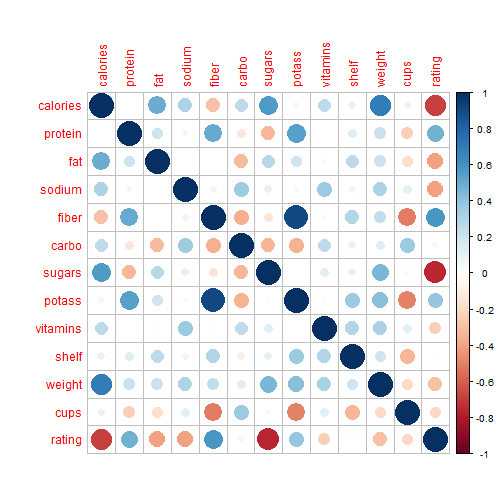 calories
protein
fat
sodium
fiber
carbo
sugars
potass
vitamins
shelf
weight
cups
rating
calories
protein
fat
sodium
fiber
carbo
sugars
potass
vitamins
shelf
weight
cups
rating
1
0.8
0.6
0.4
0.2
0
-0.2
-0.4
-0.6
-0.8
-1